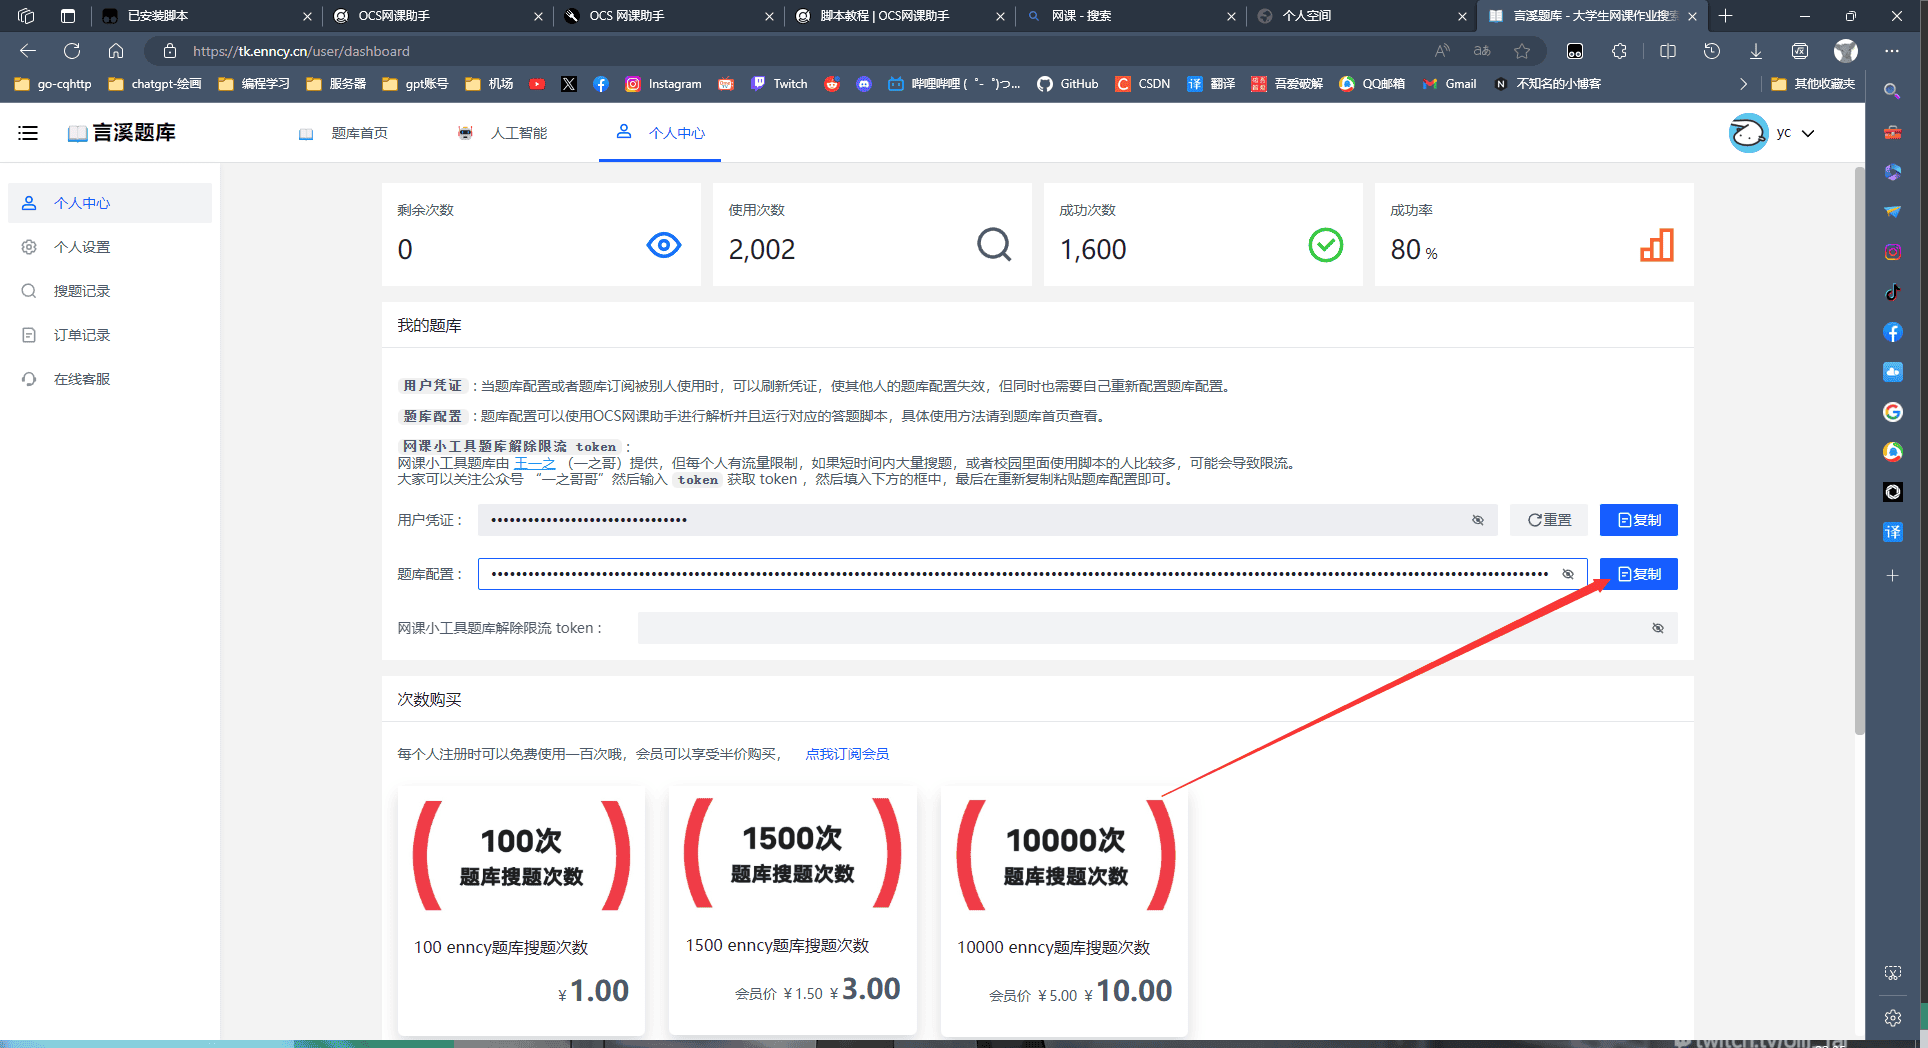 已安装脚本
OCS网课助手
OCS 网课助手
脚本教程 | OCS网课助手
网课 - 搜索
个人空间
言溪题库 - 大学生网课作业搜索
https://tk.enncy.cn/user/dashboard
go-cqhttp
chatgpt-绘画
编程学习
服务器
gpt账号
机场
Instagram
Twitch
哔哩哔哩 ( ゜- ゜)つ...
GitHub
CSDN
翻译
吾爱破解
QQ邮箱
Gmail
不知名的小博客
其他收藏夹
言溪题库
题库首页
人工智能
个人中心
yc
个人中心
个人设置
搜题记录
订单记录
在线客服
剩余次数
0
使用次数
2,002
成功次数
1,600
成功率
80 %
我的题库
用户凭证 ：当题库配置或者题库订阅被别人使用时，可以刷新凭证，使其他人的题库配置失效，但同时也需要自己重新配置题库配置。
题库配置 ：题库配置可以使用OCS网课助手进行解析并且运行对应的答题脚本，具体使用方法请到题库首页查看。
网课小工具题库解除限流 token ：
网课小工具题库由 王一之 （一之哥）提供，但每个人有流量限制，如果短时间内大量搜题，或者校园里面使用脚本的人比较多，可能会导致限流。
大家可以关注公众号 “一之哥哥” 然后输入 token 获取 token ，然后填入下方的框中，最后在重新复制粘贴题库配置即可。
用户凭证：
重置
复制
题库配置：
复制
网课小工具题库解除限流 token：
次数购买
每个人注册时可以免费使用一百次哦，会员可以享受半价购买， 点我订阅会员
100次
题库搜题次数
100 enncy题库搜题次数
¥ 1.00
1500次
题库搜题次数
1500 enncy题库搜题次数
会员价 ¥ 1.50 ¥ 3.00
10000次
题库搜题次数
10000 enncy题库搜题次数
会员价 ¥ 5.00 ¥ 10.00
译